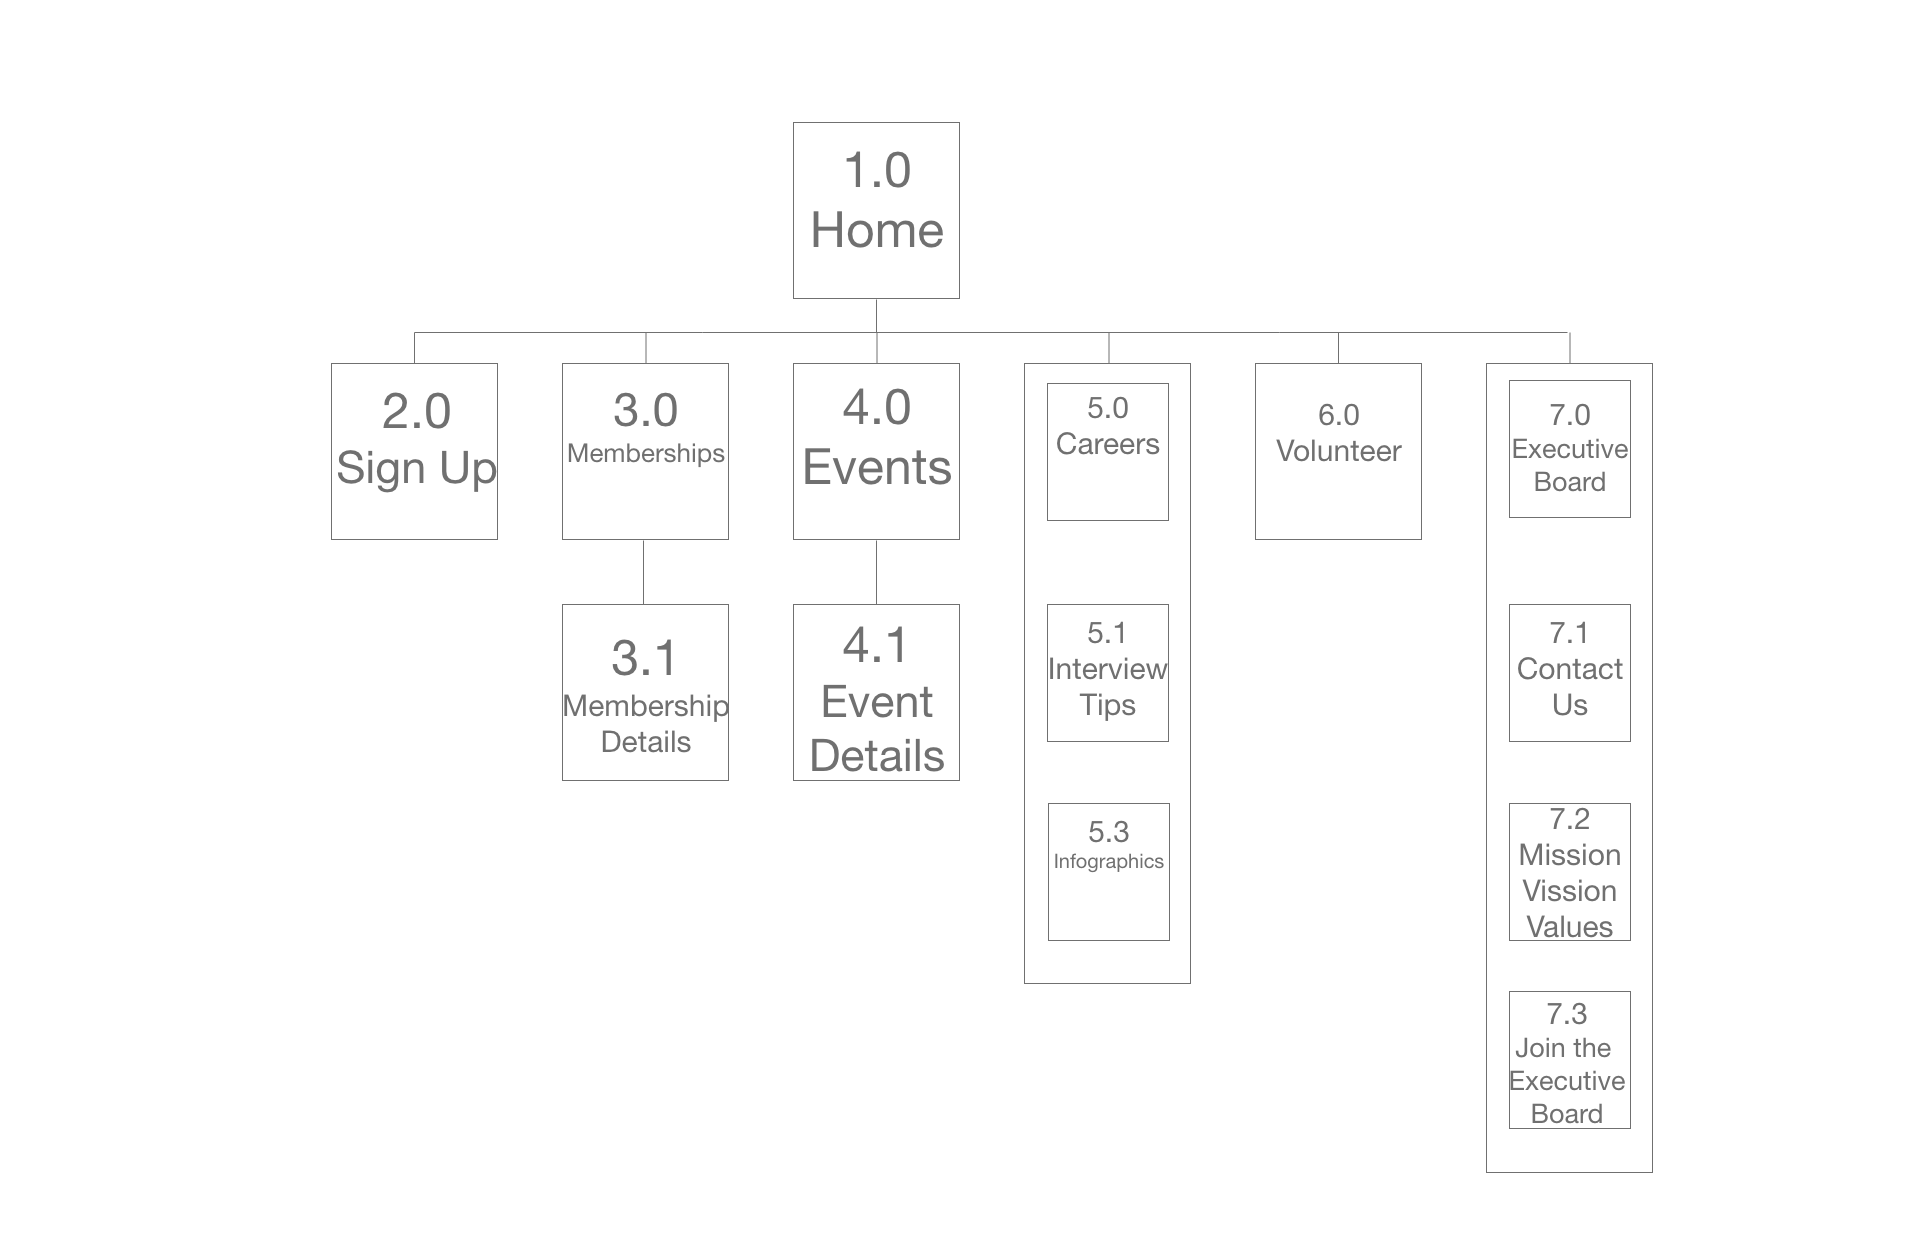 1.0
Home
2.0
Sign Up
3.0
Memberships
4.0
Events
5.0
Careers
6.0
Volunteer
7.0
Executive
Board
3.1
Membership
Details
4.1
Event
Details
5.1
Interview
Tips
7.1
Contact
Us
5.3
Infographics
7.2
Mission
Vission
Values
7.3
Join the
Executive
Board